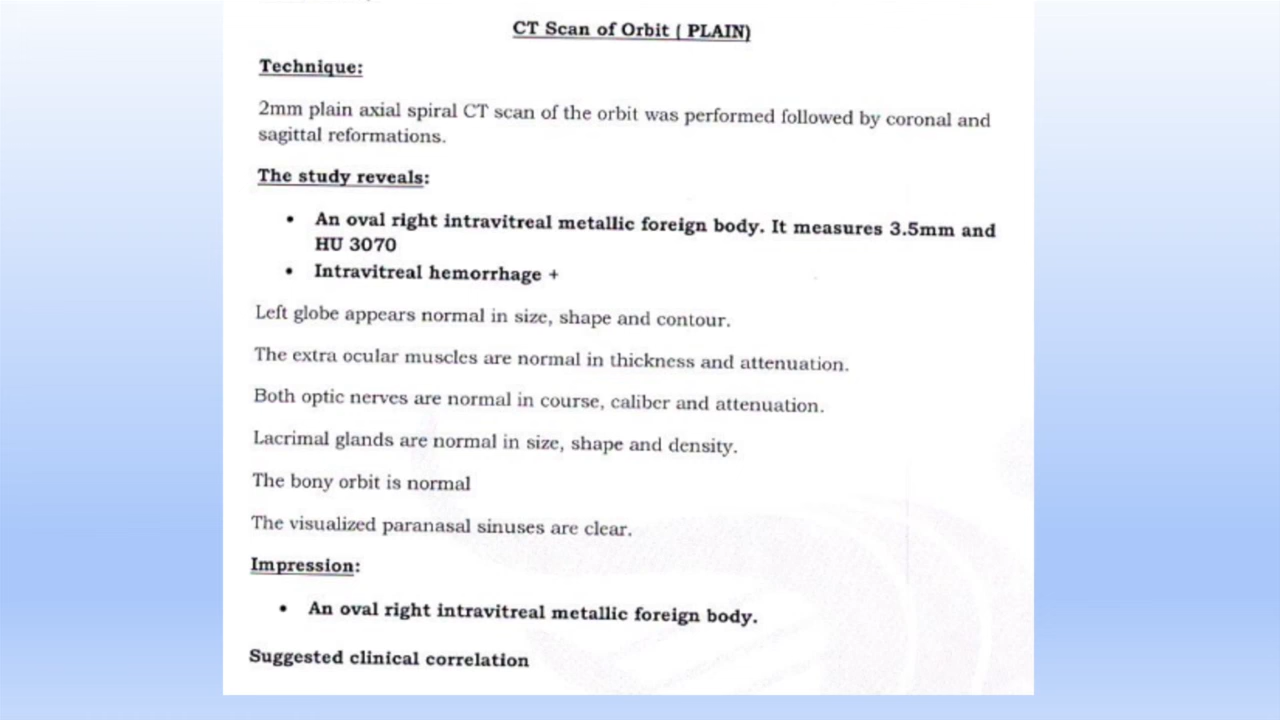 CT Scan of Orbit ( PLAIN)
Technique:
2mm plain axial spiral CT scan of the orbit was performed followed by coronal and
sagittal reformations.
The study reveals:
• An oval right intravitreal metallic foreign body. It measures 3.5mm and
HU 3070
• Intravitreal hemorrhage +
Left globe appears normal in size, shape and contour.
The extra ocular muscles are normal in thickness and attenuation.
Both optic nerves are normal in course, caliber and attenuation.
Lacrimal glands are normal in size, shape and density.
The bony orbit is normal
The visualized paranasal sinuses are clear.
Impression:
• An oval right intravitreal metallic foreign body.
Suggested clinical correlation